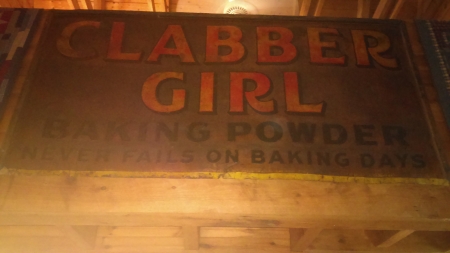 CLABBER
GIRL
BAKING POWDER
NEVER FAILS ON BAKING DAYS